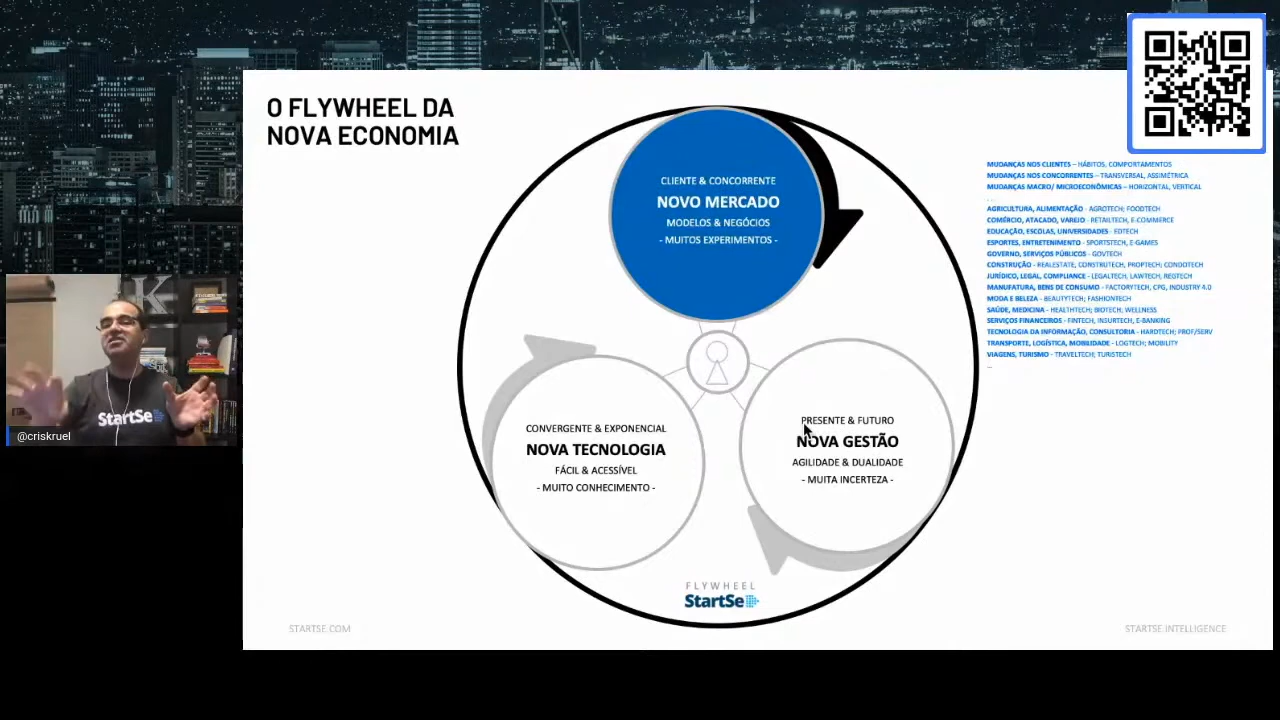 O FLYWHEEL DA
NOVA ECONOMIA
CLIENTE & CONCORRENTE
NOVO MERCADO
MODELOS & NEGÓCIOS
- MUITOS EXPERIMENTOS -
MUDANÇAS NOS CLIENTES – HÁBITOS, COMPORTAMENTOS
MUDANÇAS NOS CONCORRENTES – TRANSVERSAL, ASSIMÉTRICA
MUDANÇAS MACRO/ MICROECONÔMICAS – HORIZONTAL, VERTICAL
...
AGRICULTURA, ALIMENTAÇÃO - AGROTECH; FOODTECH
COMÉRCIO, ATACADO, VAREJO - RETAILTECH, E-COMMERCE
EDUCAÇÃO, ESCOLAS, UNIVERSIDADES - EDTECH
ESPORTES, ENTRETENIMENTO - SPORTSTECH, E-GAMES
GOVERNO, SERVIÇOS PÚBLICOS - GOVTECH
CONSTRUÇÃO - REALESTATE, CONSTRUTECH, PROPTECH; CONDOTECH
JURÍDICO, LEGAL, COMPLIANCE - LEGALTECH, LAWTECH, REGTECH
MANUFATURA, BENS DE CONSUMO - FACTORYTECH, CPG, INDUSTRY 4.0
MODA E BELEZA - BEAUTYTECH; FASHIONTECH
SAÚDE, MEDICINA - HEALTHTECH; BIOTECH, WELLNESS
SERVIÇOS FINANCEIROS - FINTECH, INSURTECH, E-BANKING
TECNOLOGIA DA INFORMAÇÃO, CONSULTORIA - HARDTECH; PROF/SERV
TRANSPORTE, LOGÍSTICA, MOBILIDADE - LOGTECH; MOBILITY
VIAGENS, TURISMO - TRAVELTECH; TURISTECH
...
CONVERGENTE & EXPONENCIAL
NOVA TECNOLOGIA
FÁCIL & ACESSÍVEL
- MUITO CONHECIMENTO -
PRESENTE & FUTURO
NOVA GESTÃO
AGILIDADE & DUALIDADE
- MUITA INCERTEZA -
StartSe
@criskruel
FLYWHEEL
StartSe
STARTSE.COM
STARTSE.INTELLIGENCE